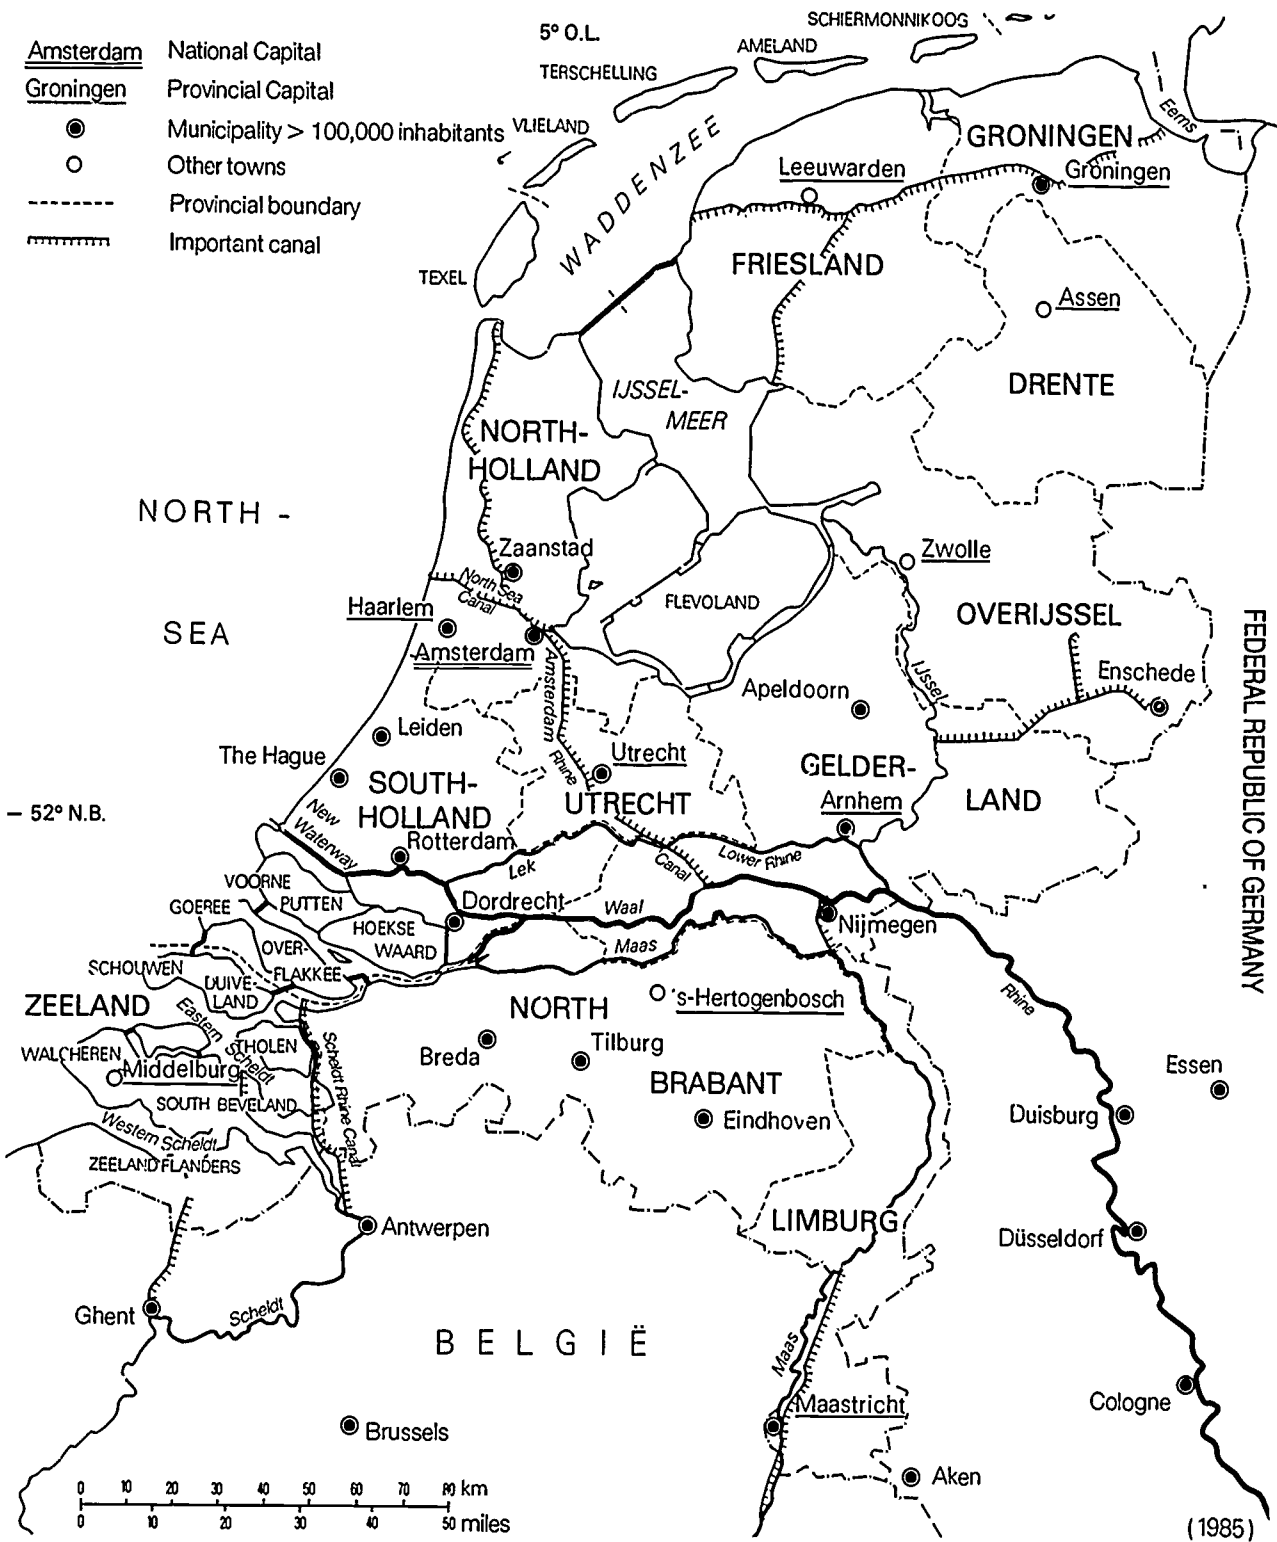 Amsterdam National Capital
Groningen Provincial Capital
Municipality > 100,000 inhabitants
Other towns
Provincial boundary
Important canal
5° O.L.
SCHIERMONNIKOOG
AMELAND
TERSCHELLING
VLIELAND
TEXEL
WADDENZEE
Eems
GRONINGEN
Groningen
Leeuwarden
FRIESLAND
Assen
DRENTE
IJSSEL-
MEER
NORTH-
HOLLAND
NORTH -
SEA
Zaanstad
North Sea
Canal
Haarlem
Amsterdam
FLEVOLAND
Zwolle
OVERIJSSEL
IJssel
Enschede
Apeldoorn
Amsterdam
Rhine
Canal
Leiden
The Hague
Utrecht
UTRECHT
SOUTH-
HOLLAND
GELDER-
LAND
Arnhem
FEDERAL REPUBLIC OF GERMANY
– 52° N.B.
New
Waterway
Rotterdam
Lek
Lower Rhine
VOORNE
PUTTEN
GOEREE
HOEKSE
WAARD
Dordrecht
Waal
Maas
Nijmegen
OVER-
FLAKKEE
SCHOUWEN
DUIVE-
LAND
ZEELAND
Eastern
Scheldt
THOLEN
WALCHEREN
Middelburg
SOUTH BEVELAND
Western Scheldt
ZEELAND FLANDERS
Scheldt Rhine Canal
NORTH
BRABANT
's-Hertogenbosch
Breda
Tilburg
Eindhoven
Rhine
Essen
Duisburg
LIMBURG
Düsseldorf
Antwerpen
Ghent
Scheldt
BELGIË
Maas
Maastricht
Cologne
Brussels
Aken
0 10 20 30 40 50 60 70 80 km
0 10 20 30 40 50 miles
(1985)